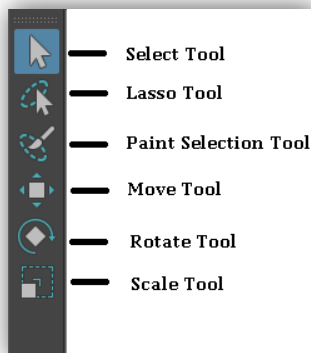 Select Tool
Lasso Tool
Paint Selection Tool
Move Tool
Rotate Tool
Scale Tool